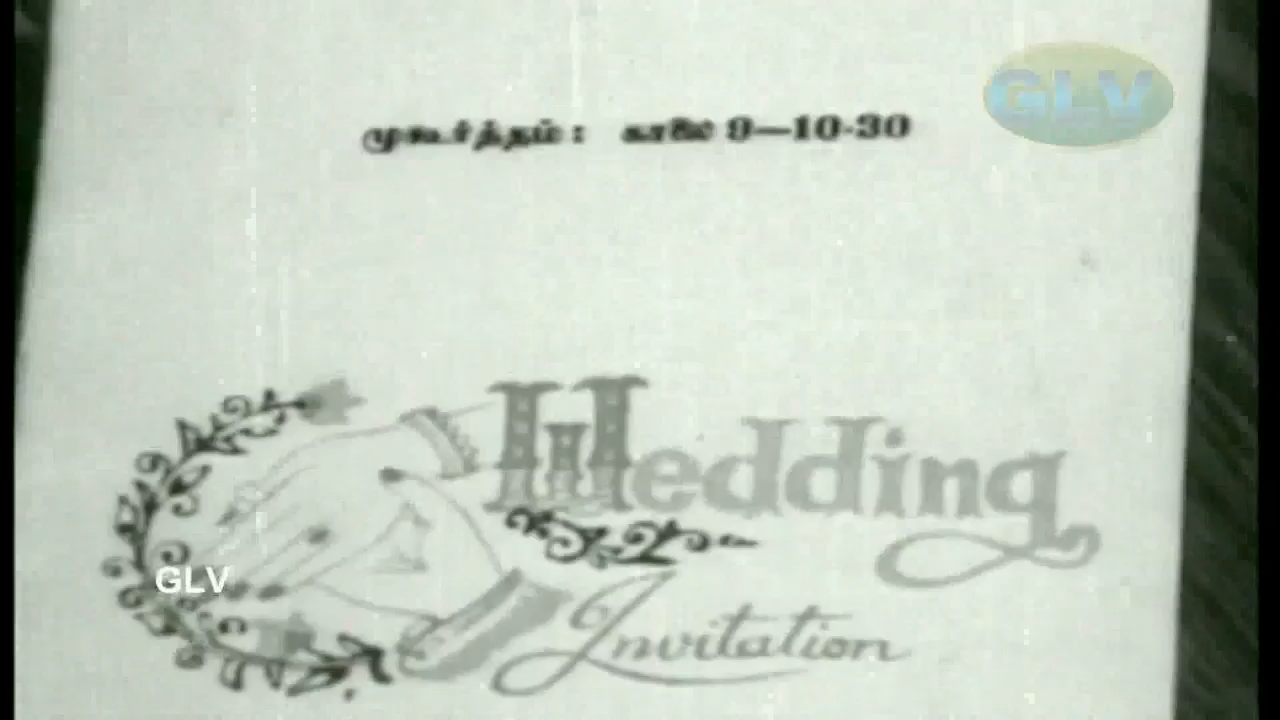 GLV
முகூர்த்தம் : காலை 9—10-30
Wedding
GLV
Invitation